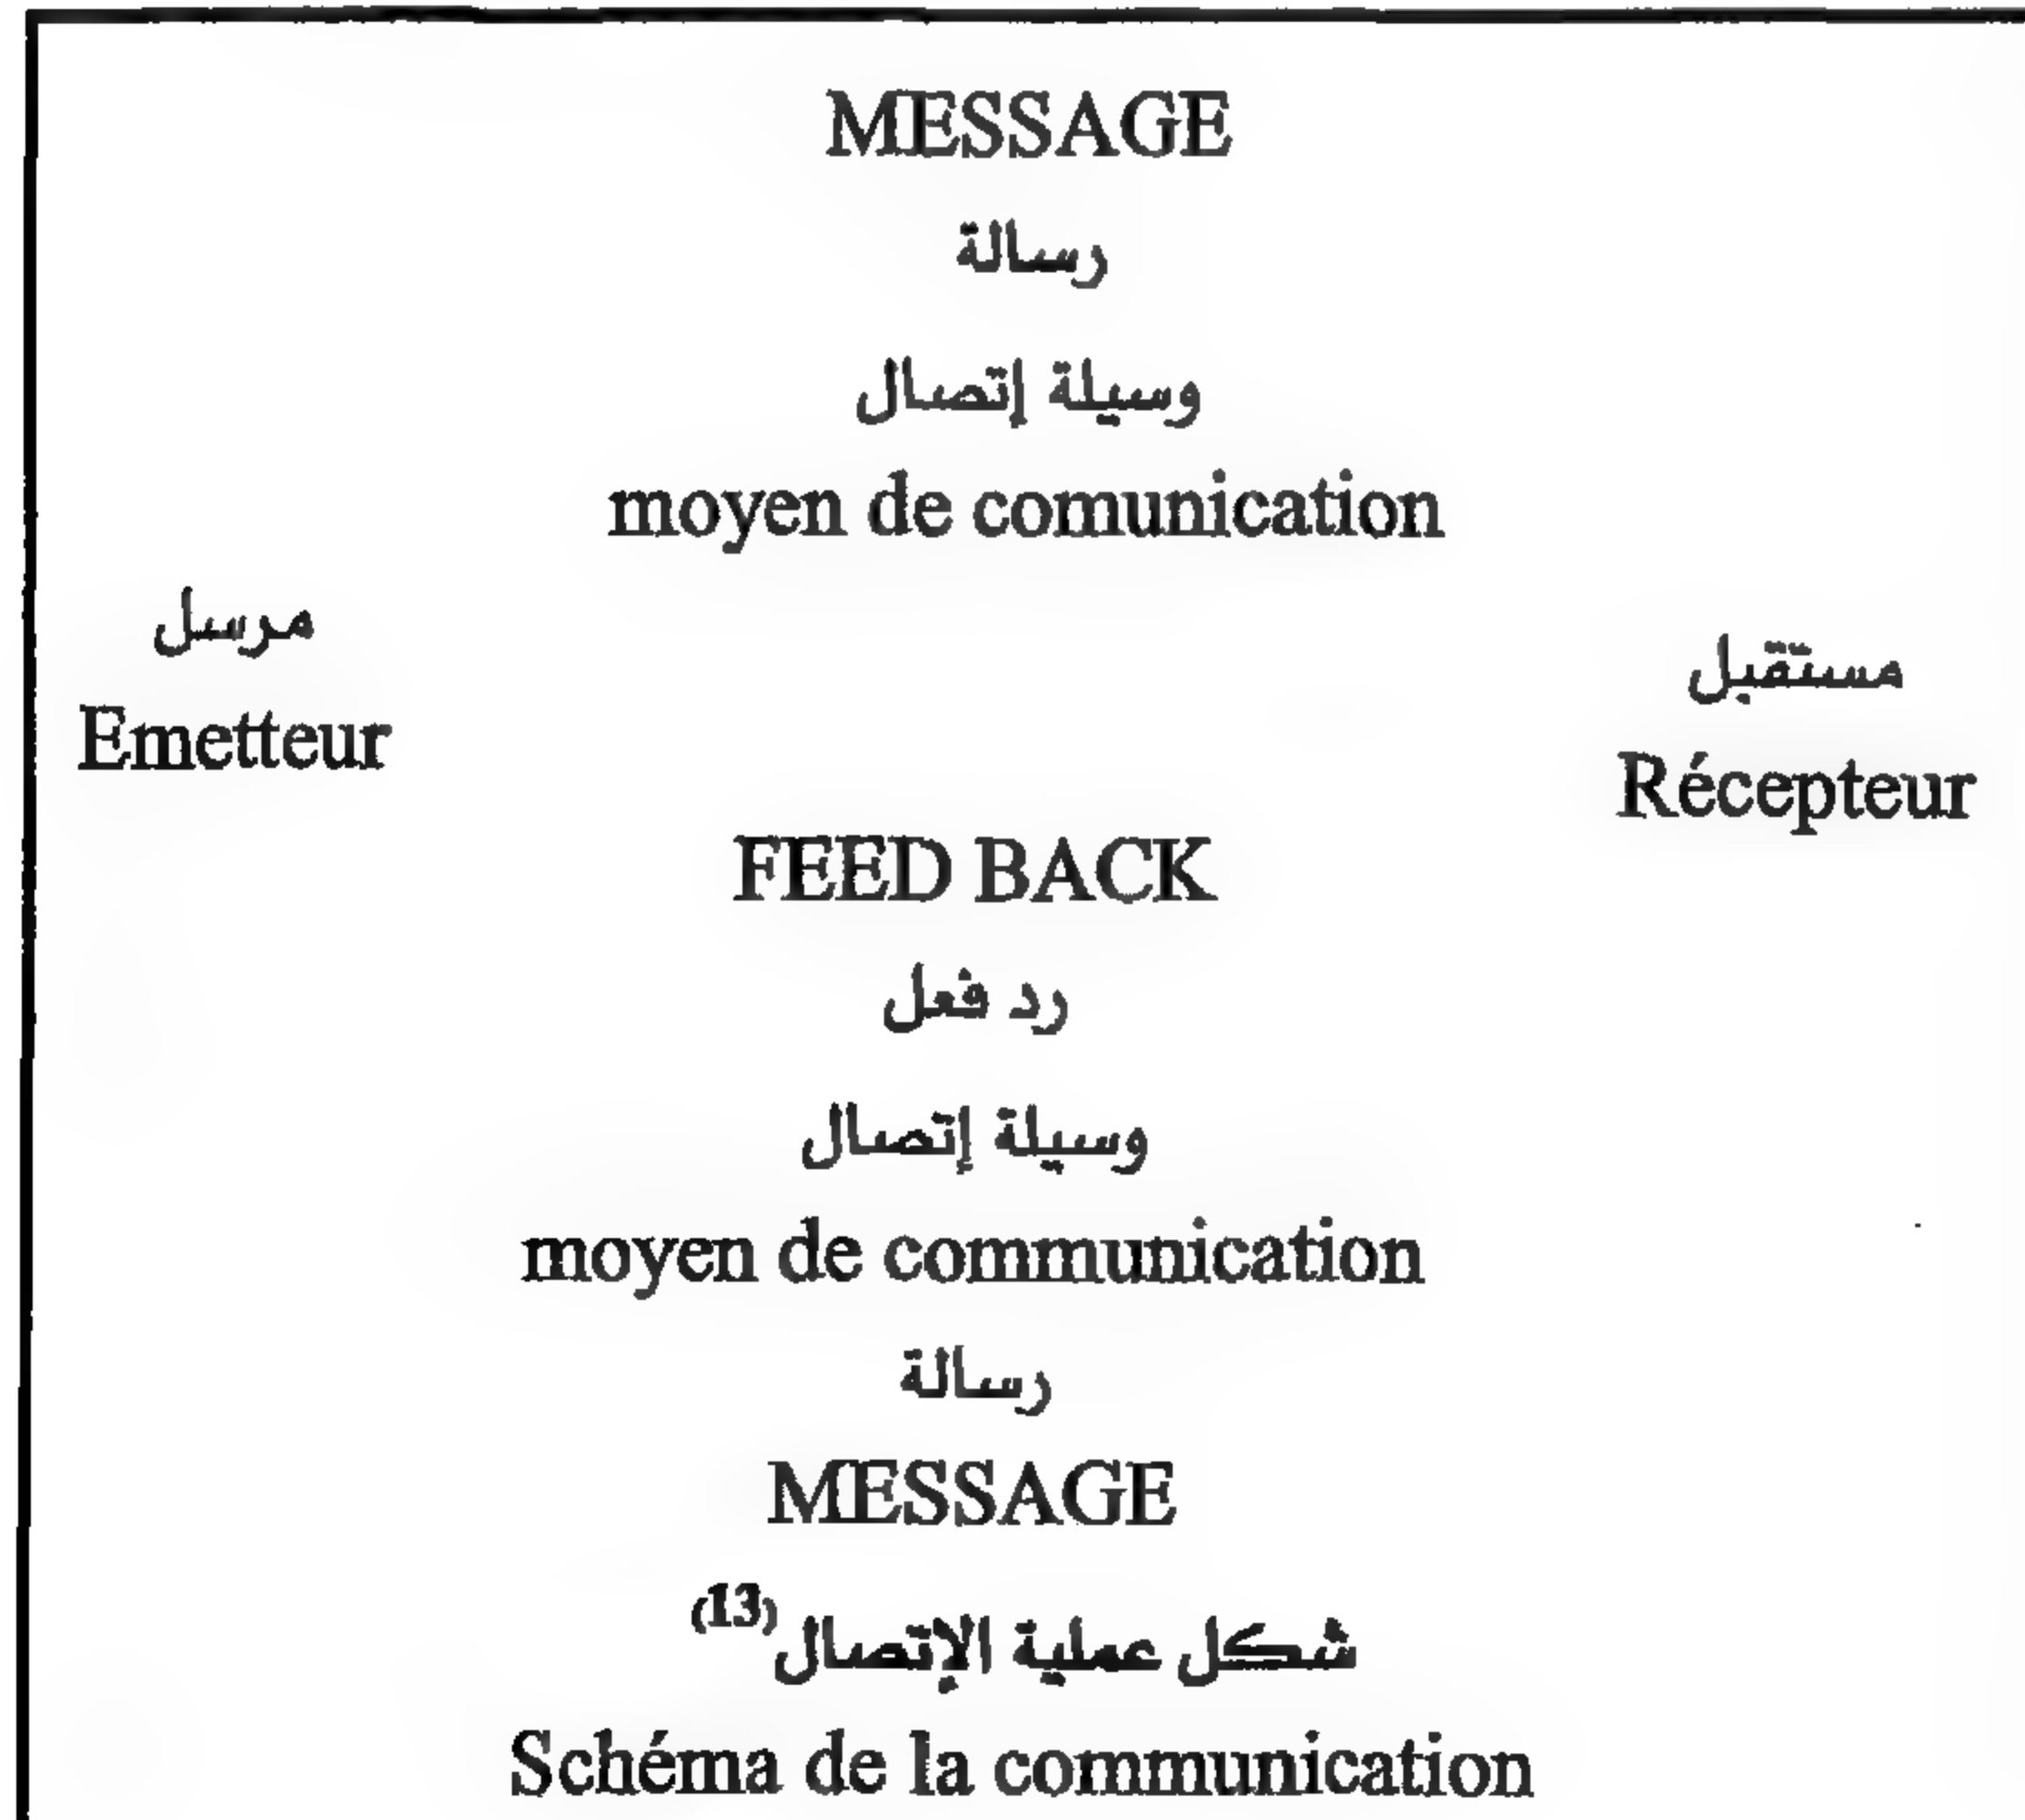 MESSAGE
رسالة
وسيلة إتصال
moyen de comunication
مرسل
Emetteur
مستقبل
Récepteur
FEED BACK
رد فعل
وسيلة إتصال
moyen de communication
رسالة
MESSAGE
شكل عملية الإتصال(13)
Schéma de la communication